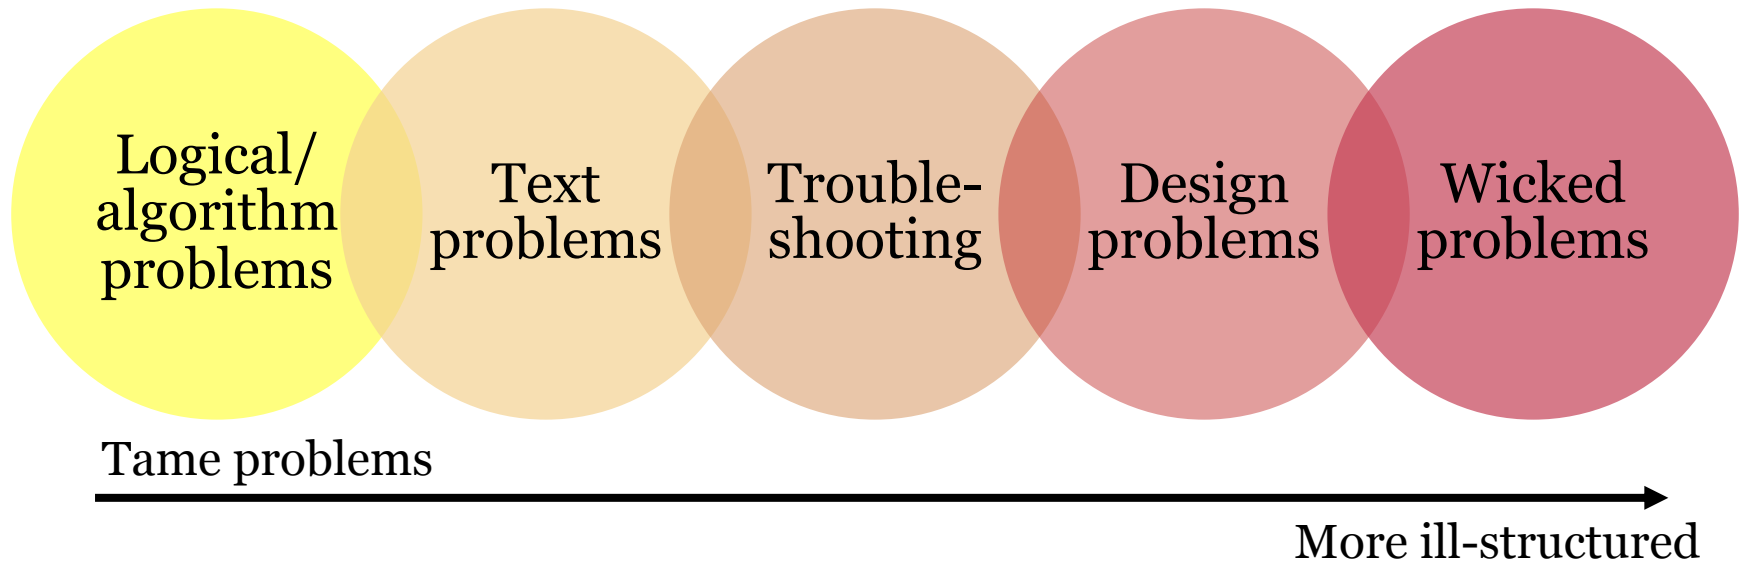 Logical/
algorithm
problems
Text
problems
Trouble-
shooting
Design
problems
Wicked
problems
Tame problems
More ill-structured